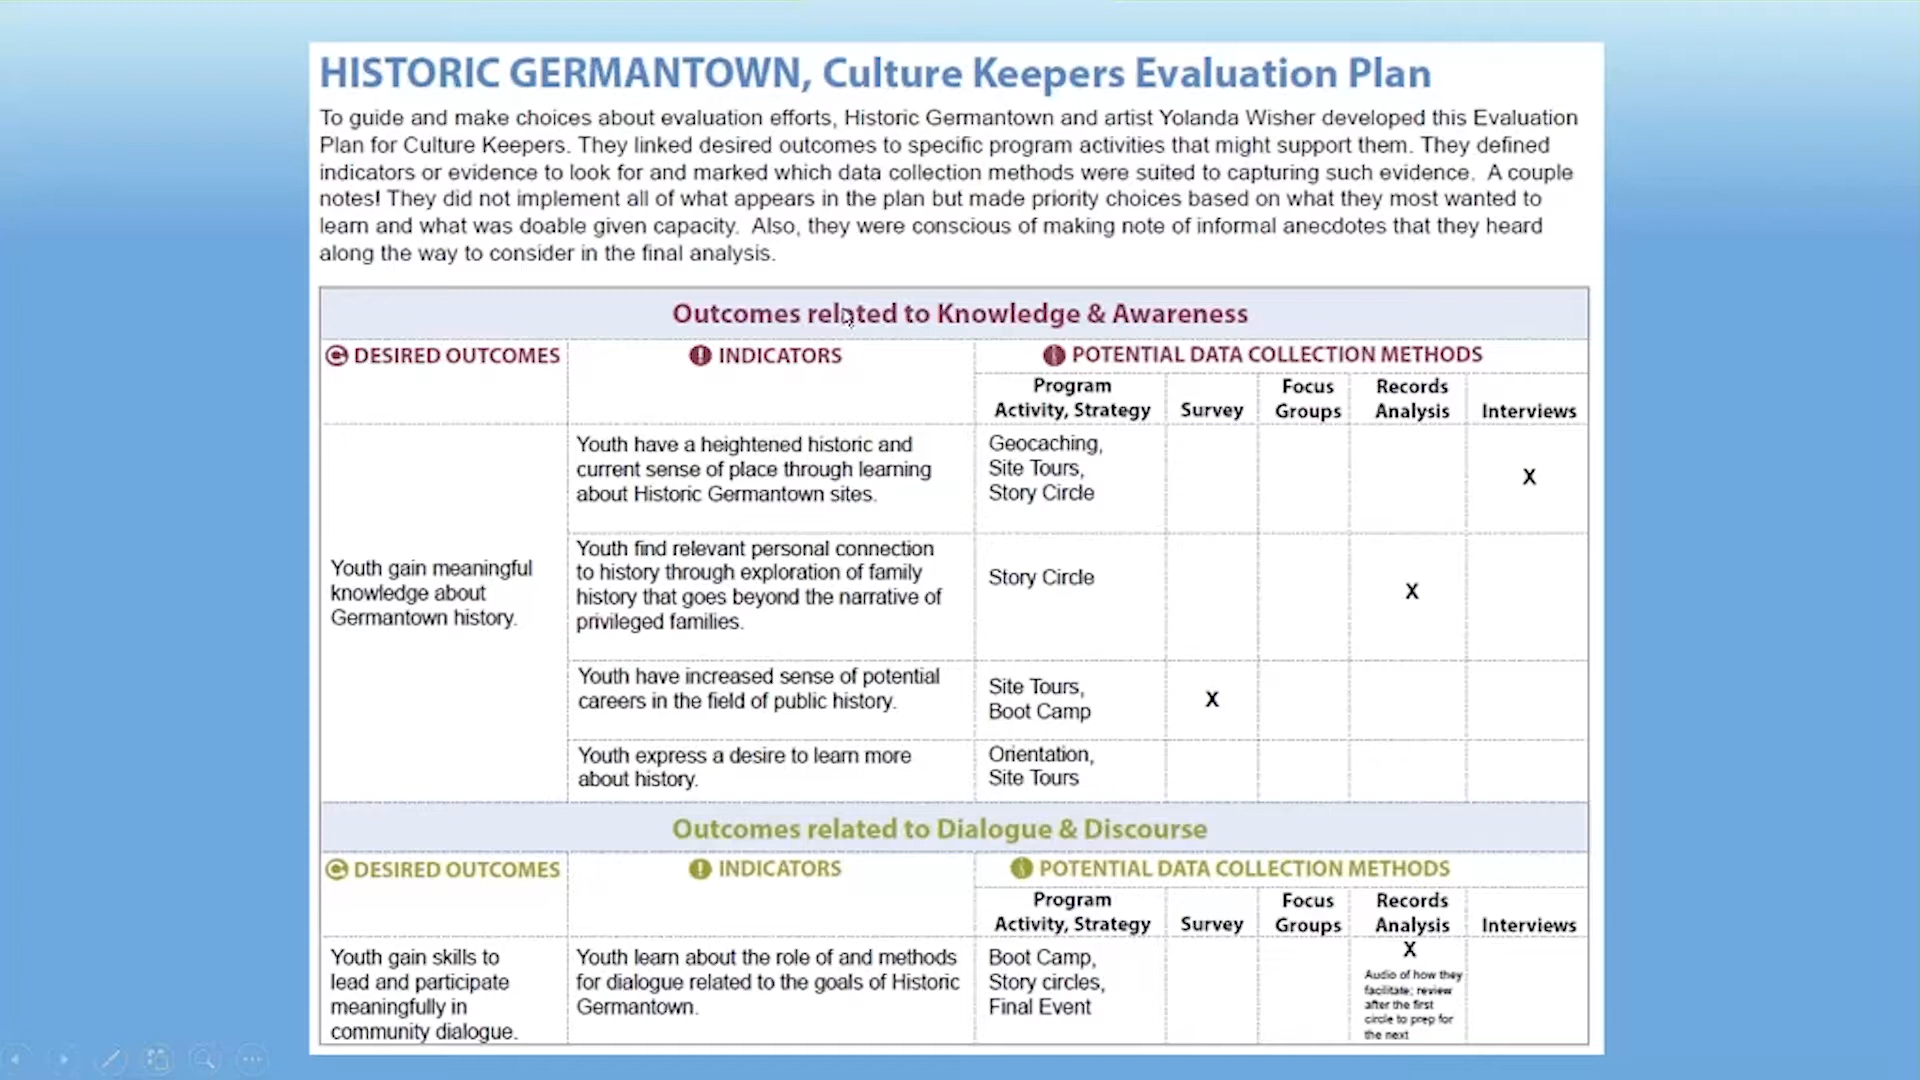 HISTORIC GERMANTOWN, Culture Keepers Evaluation Plan
To guide and make choices about evaluation efforts, Historic Germantown and artist Yolanda Wisher developed this Evaluation
Plan for Culture Keepers. They linked desired outcomes to specific program activities that might support them. They defined
indicators or evidence to look for and marked which data collection methods were suited to capturing such evidence. A couple
notes! They did not implement all of what appears in the plan but made priority choices based on what they most wanted to
learn and what was doable given capacity. Also, they were conscious of making note of informal anecdotes that they heard
along the way to consider in the final analysis.
Outcomes related to Knowledge & Awareness
DESIRED OUTCOMES
INDICATORS
POTENTIAL DATA COLLECTION METHODS
Program
Activity, Strategy
Survey
Focus
Groups
Records
Analysis
Interviews
Youth gain meaningful
knowledge about
Germantown history.
Youth have a heightened historic and
current sense of place through learning
about Historic Germantown sites.
Geocaching,
Site Tours,
Story Circle
X
Youth find relevant personal connection
to history through exploration of family
history that goes beyond the narrative of
privileged families.
Story Circle
X
Youth have increased sense of potential
careers in the field of public history.
Site Tours,
Boot Camp
X
Youth express a desire to learn more
about history.
Orientation,
Site Tours
Outcomes related to Dialogue & Discourse
DESIRED OUTCOMES
INDICATORS
POTENTIAL DATA COLLECTION METHODS
Program
Activity, Strategy
Survey
Focus
Groups
Records
Analysis
Interviews
Youth gain skills to
lead and participate
meaningfully in
community dialogue.
Youth learn about the role of and methods
for dialogue related to the goals of Historic
Germantown.
Boot Camp,
Story circles,
Final Event
X
Audio of how they
facilitate; review
after the first
circle to prep for
the next